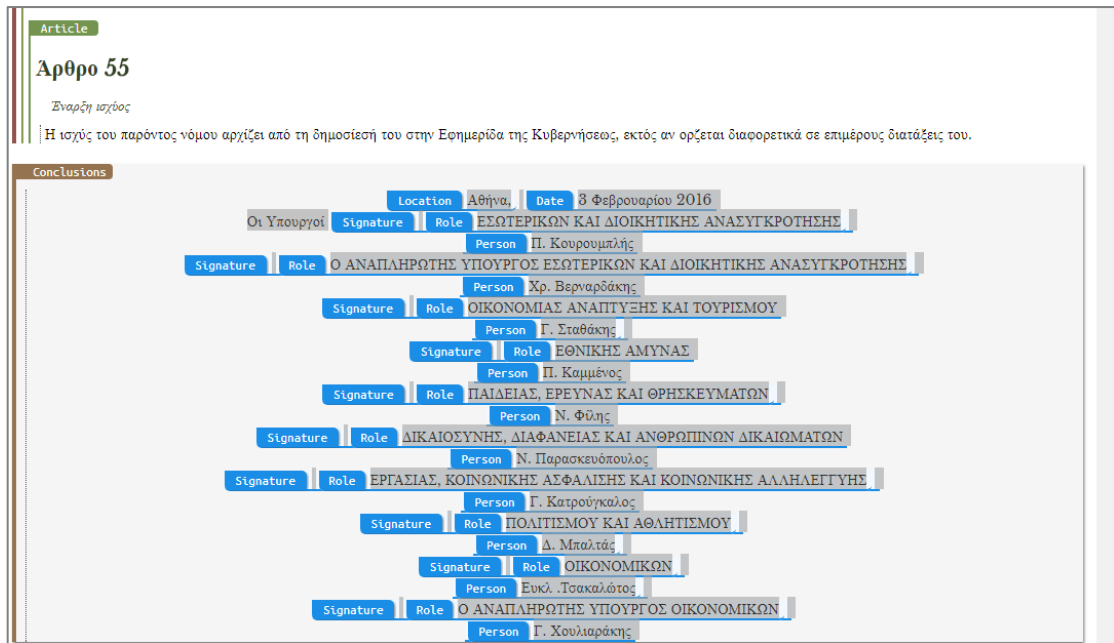 Article
Άρθρο 55
Έναρξη ισχύος
Η ισχύς του παρόντος νόμου αρχίζει από τη δημοσίεσή του στην Εφημερίδα της Κυβερνήσεως, εκτός αν ορζεται διαφορετικά σε επιμέρους διατάξεις του.
Conclusions
Location Αθήνα, Date 3 Φεβρουαρίου 2016
Οι Υπουργοί Signature Role ΕΣΩΤΕΡΙΚΩΝ ΚΑΙ ΔΙΟΙΚΗΤΙΚΗΣ ΑΝΑΣΥΓΚΡΟΤΗΣΗΣ
Person Π. Κουρουμπλής
Signature Role Ο ΑΝΑΠΛΗΡΩΤΗΣ ΥΠΟΥΡΓΟΣ ΕΣΩΤΕΡΙΚΩΝ ΚΑΙ ΔΙΟΙΚΗΤΙΚΗΣ ΑΝΑΣΥΓΚΡΟΤΗΣΗΣ
Person Χρ. Βερναρδάκης
Signature Role ΟΙΚΟΝΟΜΙΑΣ ΑΝΑΠΤΥΞΗΣ ΚΑΙ ΤΟΥΡΙΣΜΟΥ
Person Γ. Σταθάκης
Signature Role ΕΘΝΙΚΗΣ ΑΜΥΝΑΣ
Person Π. Καμμένος
Signature Role ΠΑΙΔΕΙΑΣ, ΕΡΕΥΝΑΣ ΚΑΙ ΘΡΗΣΚΕΥΜΑΤΩΝ
Person Ν. Φίλης
Signature Role ΔΙΚΑΙΟΣΥΝΗΣ, ΔΙΑΦΑΝΕΙΑΣ ΚΑΙ ΑΝΘΡΩΠΙΝΩΝ ΔΙΚΑΙΩΜΑΤΩΝ
Person Ν. Παρασκευόπουλος
Signature Role ΕΡΓΑΣΙΑΣ, ΚΟΙΝΩΝΙΚΗΣ ΑΣΦΑΛΙΣΗΣ ΚΑΙ ΚΟΙΝΩΝΙΚΗΣ ΑΛΛΗΛΕΓΓΥΗΣ
Person Γ. Κατρούγκαλος
Signature Role ΠΟΛΙΤΙΣΜΟΥ ΚΑΙ ΑΘΛΗΤΙΣΜΟΥ
Person Δ. Μπαλτάς
Signature Role ΟΙΚΟΝΟΜΙΚΩΝ
Person Ευκλ .Τσακαλώτος
Signature Role Ο ΑΝΑΠΛΗΡΩΤΗΣ ΥΠΟΥΡΓΟΣ ΟΙΚΟΝΟΜΙΚΩΝ
Person Γ. Χουλιαράκης